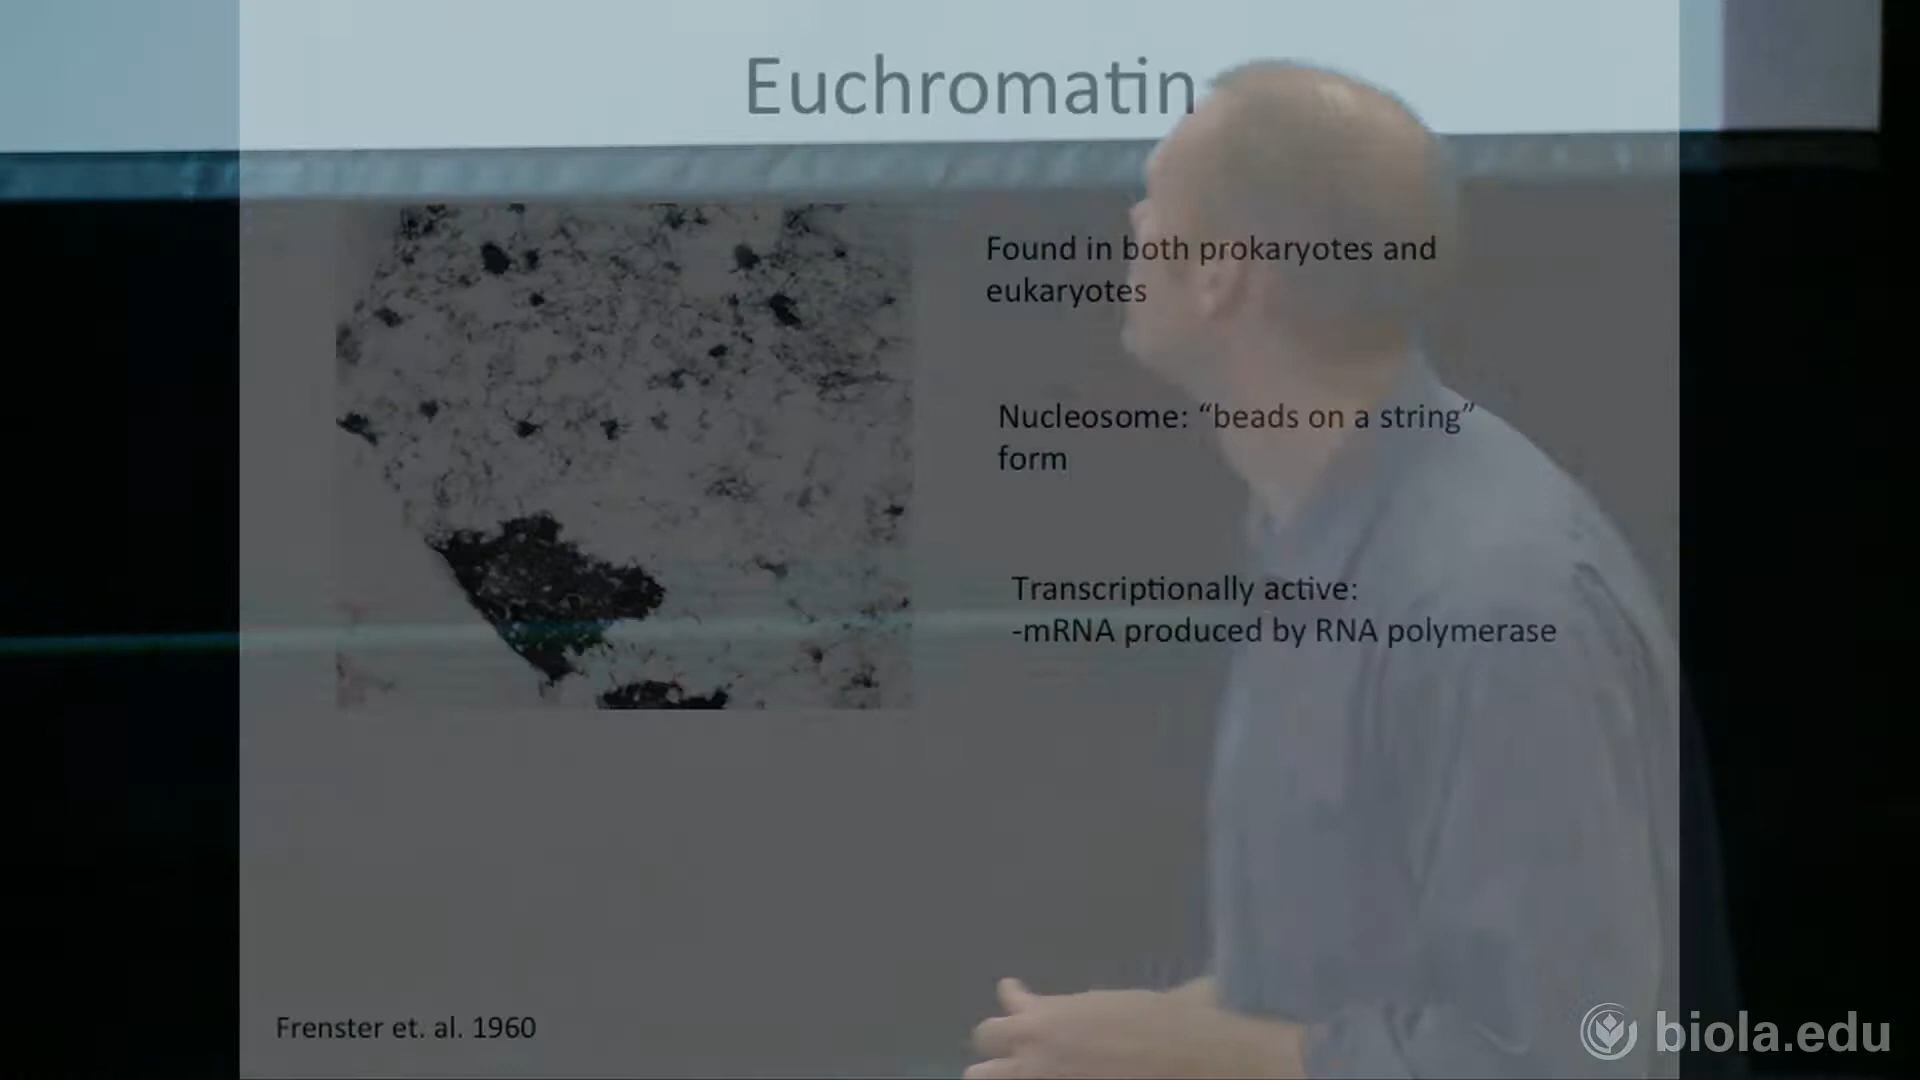 Euchromatin
Found in both prokaryotes and
eukaryotes
Nucleosome: “beads on a string”
form
Transcriptionally active:
-mRNA produced by RNA polymerase
Frenster et. al. 1960
biola.edu